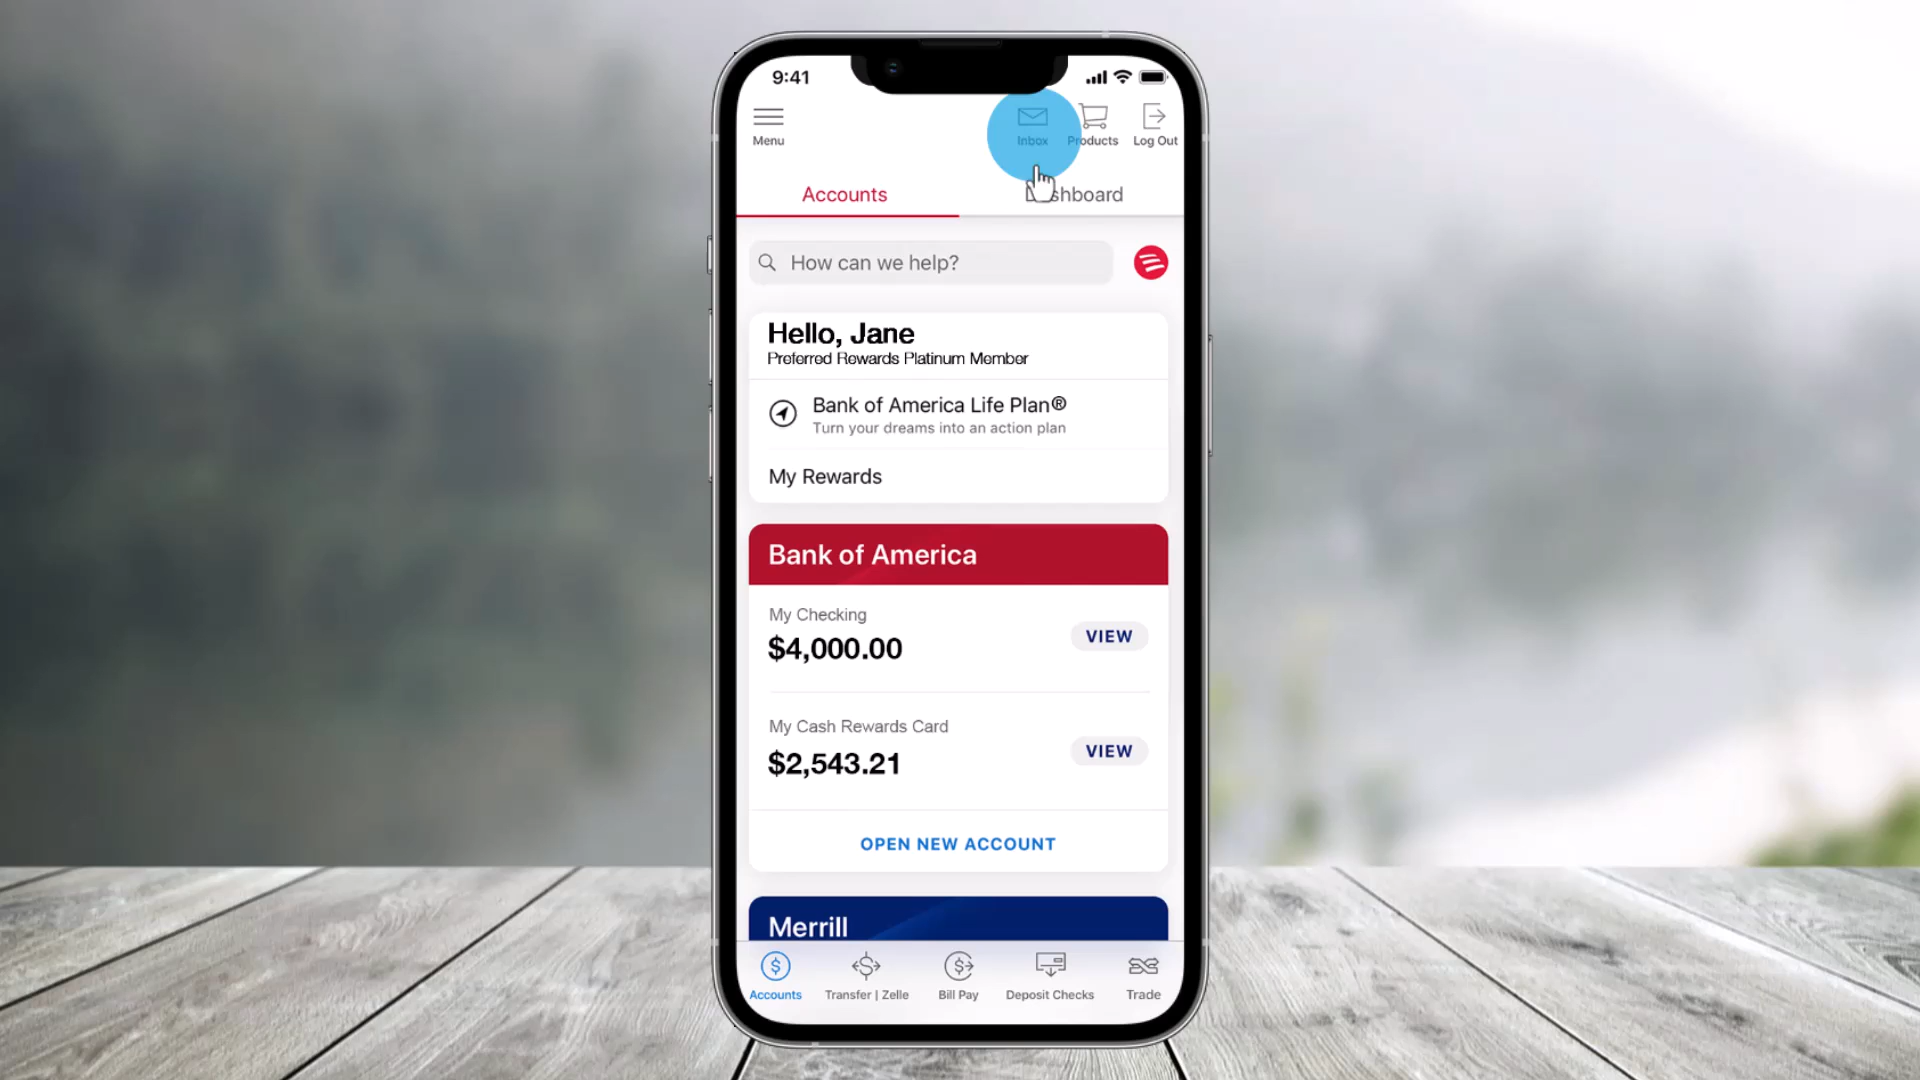 9:41
Menu
Inbox
Products
Log Out
Accounts
Dashboard
How can we help?
Hello, Jane
Preferred Rewards Platinum Member
Bank of America Life Plan®
Turn your dreams into an action plan
My Rewards
Bank of America
My Checking
$4,000.00
VIEW
My Cash Rewards Card
$2,543.21
VIEW
OPEN NEW ACCOUNT
Merrill
Accounts
Transfer | Zelle
Bill Pay
Deposit Checks
Trade